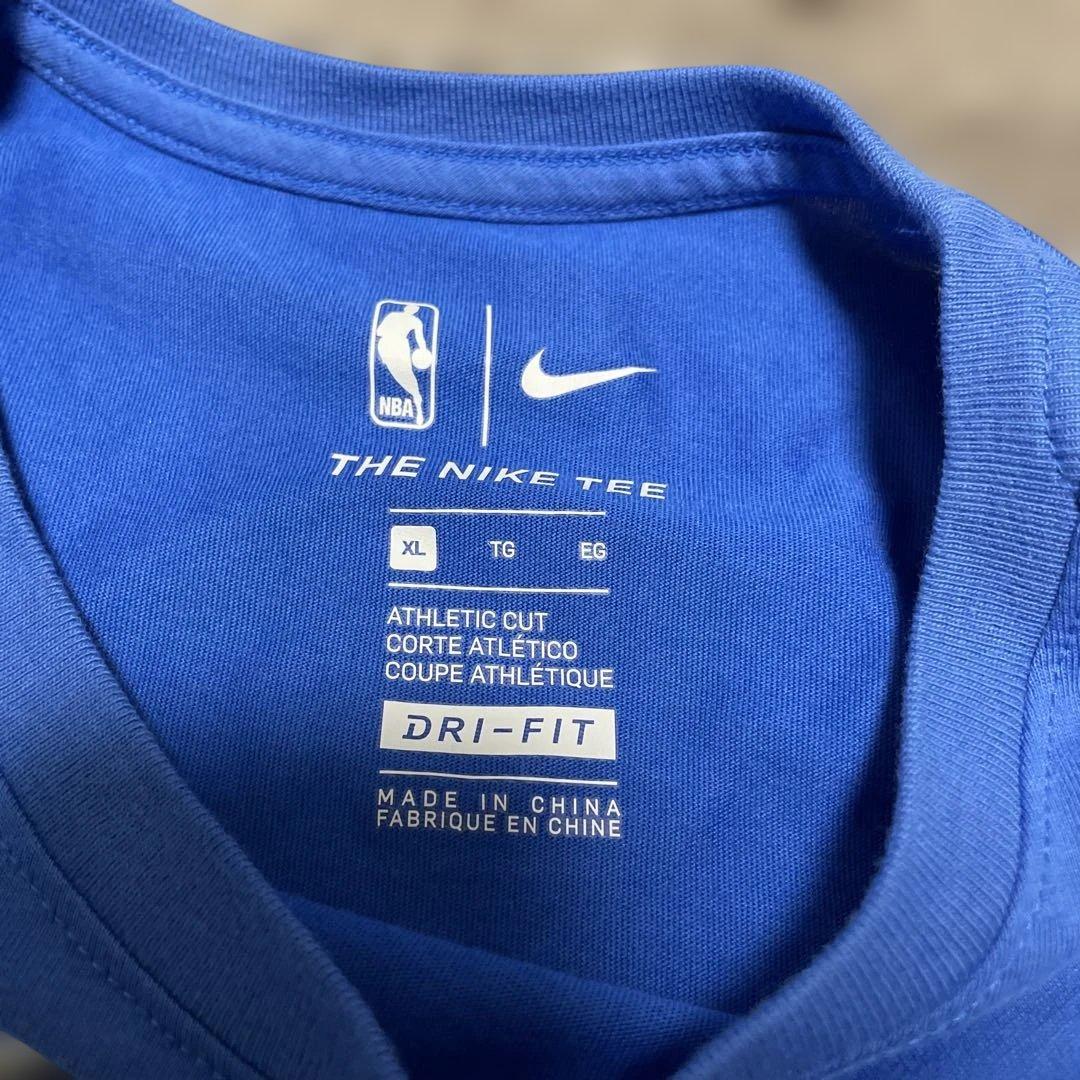 NBA
THE NIKE TEE
XL TG EG
ATHLETIC CUT
CORTE ATLÉTICO
COUPE ATHLÉTIQUE
DRI-FIT
MADE IN CHINA
FABRIQUE EN CHINE